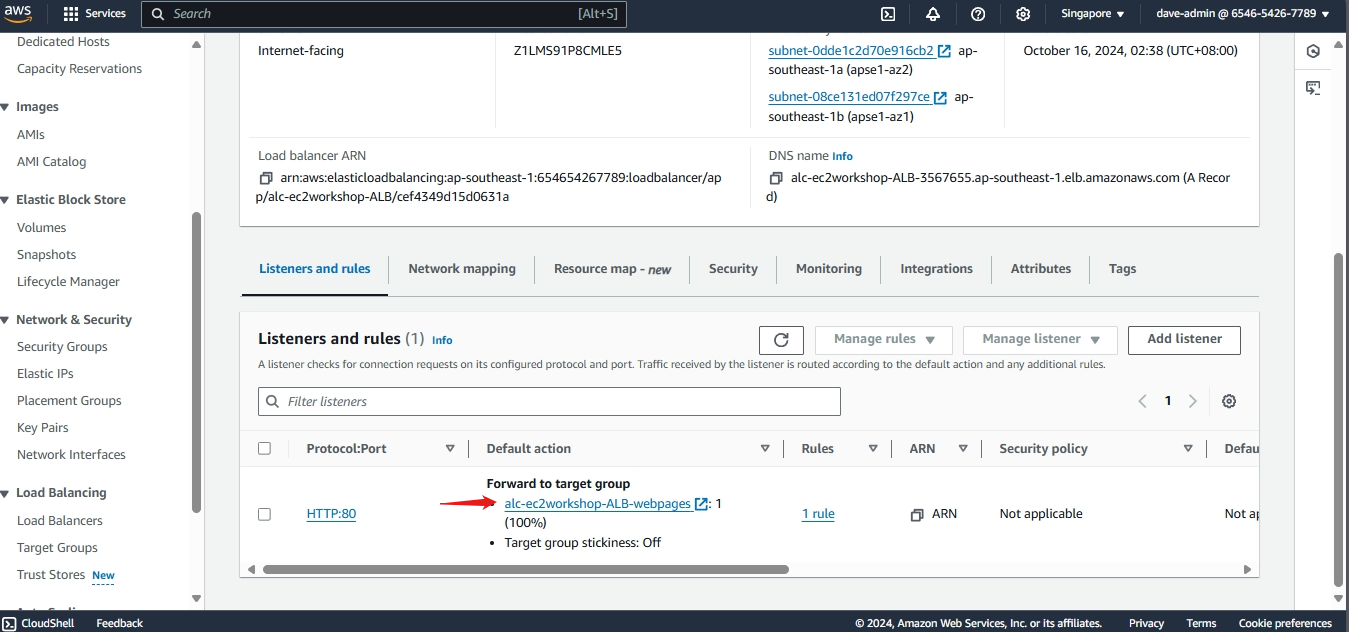 aws
Services
Search
[Alt+S]
Singapore
dave-admin @ 6546-5426-7789
Dedicated Hosts
Capacity Reservations
Images
AMIs
AMI Catalog
Elastic Block Store
Volumes
Snapshots
Lifecycle Manager
Network & Security
Security Groups
Elastic IPs
Placement Groups
Key Pairs
Network Interfaces
Load Balancing
Load Balancers
Target Groups
Trust Stores New
Internet-facing
Z1LMS91P8CMLE5
subnet-0dde1c2d70e916cb2 ap-
southeast-1a (apse1-az2)
subnet-08ce131ed07f297ce ap-
southeast-1b (apse1-az1)
October 16, 2024, 02:38 (UTC+08:00)
Load balancer ARN
arn:aws:elasticloadbalancing:ap-southeast-1:654654267789:loadbalancer/ap
p/alc-ec2workshop-ALB/cef4349d15d0631a
DNS name Info
alc-ec2workshop-ALB-3567655.ap-southeast-1.elb.amazonaws.com (A Recor
d)
Listeners and rules
Network mapping
Resource map - new
Security
Monitoring
Integrations
Attributes
Tags
Listeners and rules (1) Info
Manage rules
Manage listener
Add listener
A listener checks for connection requests on its configured protocol and port. Traffic received by the listener is routed according to the default action and any additional rules.
Filter listeners
1
Protocol:Port
Default action
Rules
ARN
Security policy
Defau
HTTP:80
Forward to target group
• alc-ec2workshop-ALB-webpages : 1
(100%)
• Target group stickiness: Off
1 rule
ARN
Not applicable
Not ap
CloudShell
Feedback
© 2024, Amazon Web Services, Inc. or its affiliates.
Privacy
Terms
Cookie preferences